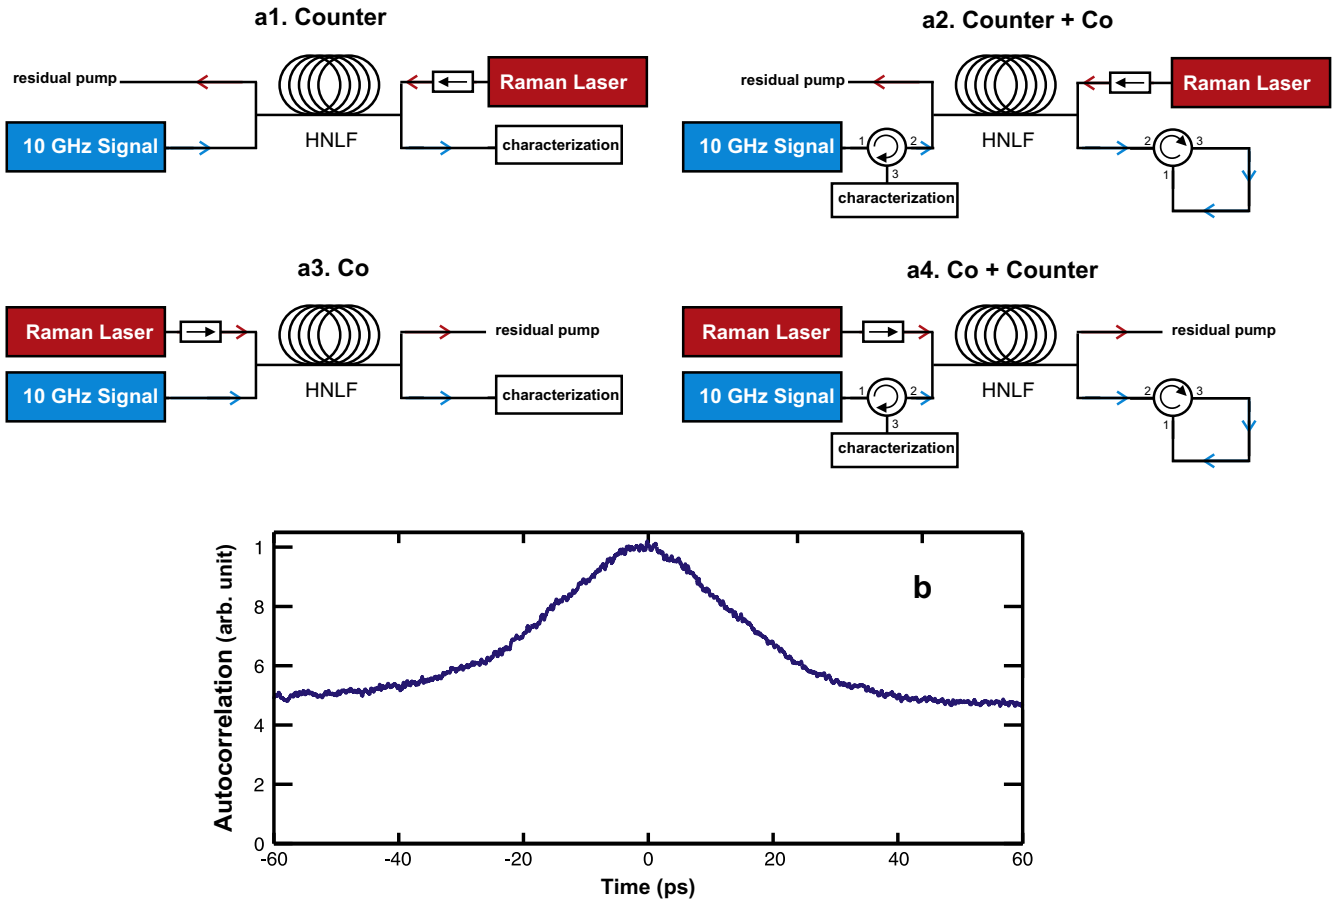 a1. Counter
residual pump
Raman Laser
10 GHz Signal
HNLF
characterization
a2. Counter + Co
residual pump
Raman Laser
10 GHz Signal
1
2
3
HNLF
characterization
2
3
1
a3. Co
Raman Laser
residual pump
10 GHz Signal
HNLF
characterization
a4. Co + Counter
Raman Laser
residual pump
10 GHz Signal
1
2
3
HNLF
characterization
2
3
1
b
Autocorrelation (arb. unit)
1
8
6
4
2
0
-60
-40
-20
0
20
40
60
Time (ps)